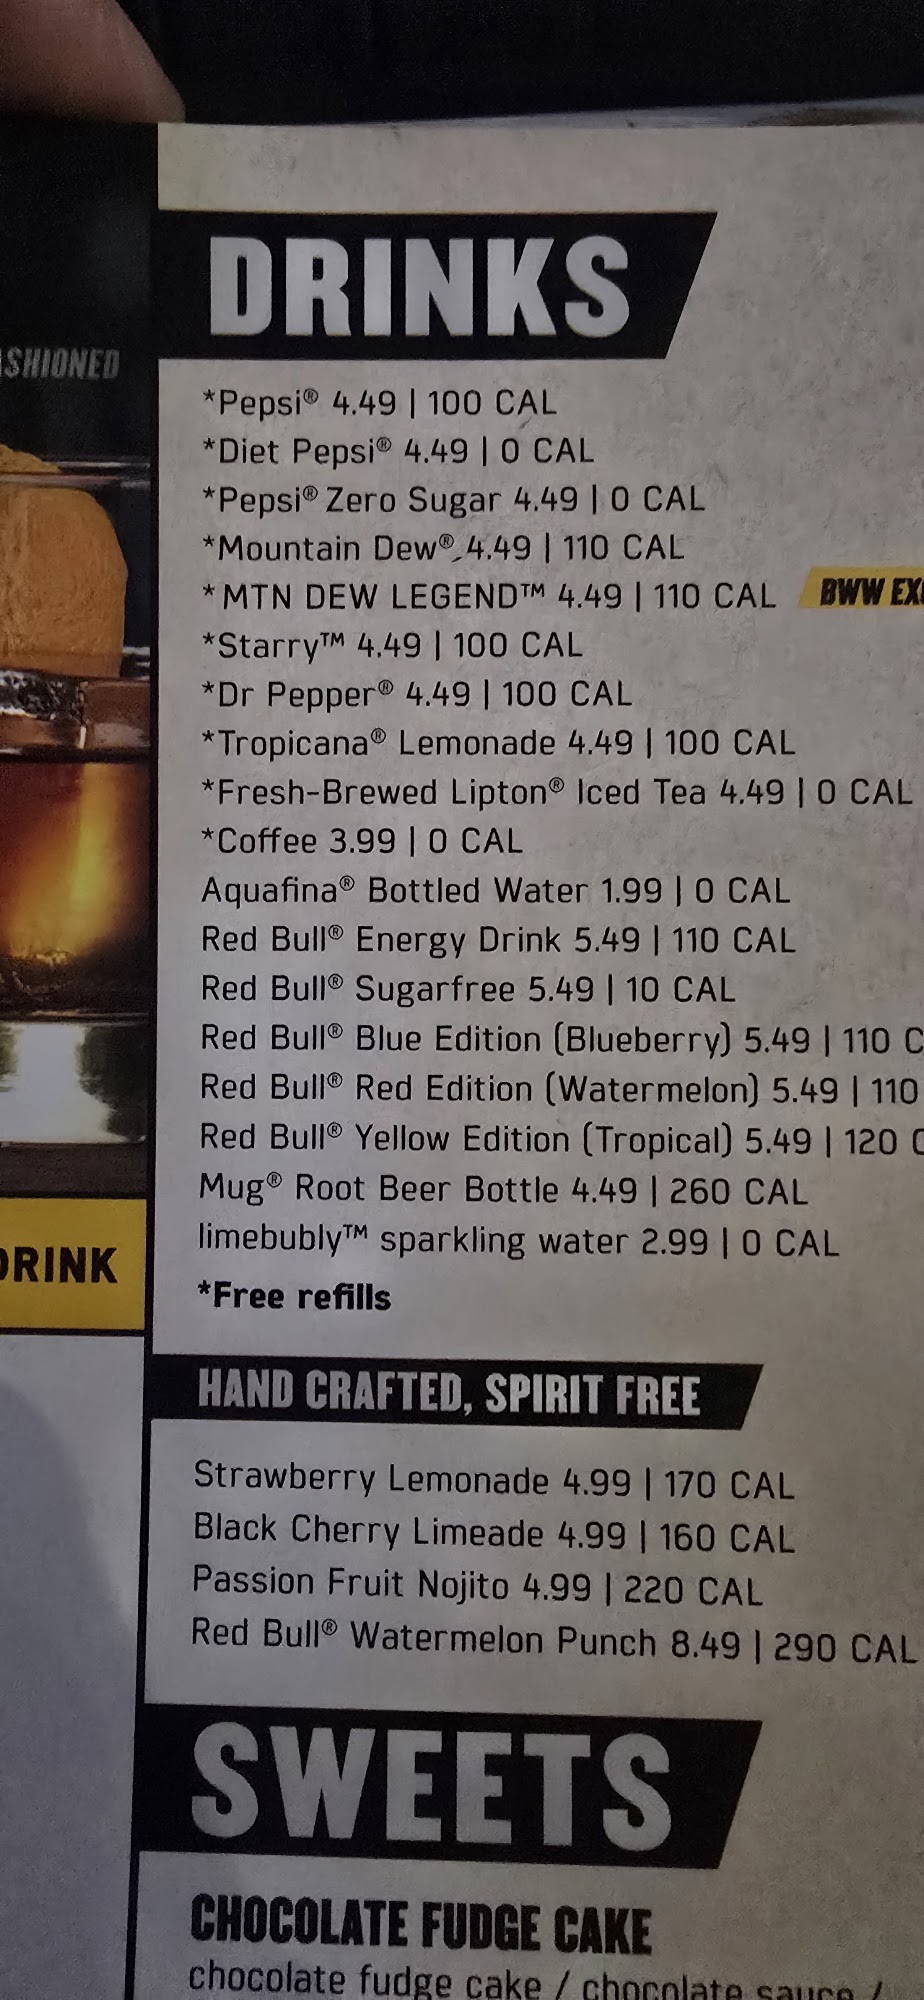 DRINKS
SHIONED
*Pepsi® 4.49 | 100 CAL
*Diet Pepsi® 4.49 | 0 CAL
*Pepsi® Zero Sugar 4.49 | 0 CAL
*Mountain Dew® 4.49 | 110 CAL
*MTN DEW LEGEND™ 4.49 | 110 CAL BWW EX
*Starry™ 4.49 | 100 CAL
*Dr Pepper® 4.49 | 100 CAL
*Tropicana® Lemonade 4.49 | 100 CAL
*Fresh-Brewed Lipton® Iced Tea 4.49 | 0 CAL
*Coffee 3.99 | 0 CAL
Aquafina® Bottled Water 1.99 | 0 CAL
Red Bull® Energy Drink 5.49 | 110 CAL
Red Bull® Sugarfree 5.49 | 10 CAL
Red Bull® Blue Edition (Blueberry) 5.49 | 110 C
Red Bull® Red Edition (Watermelon) 5.49 | 110
Red Bull® Yellow Edition (Tropical) 5.49 | 120 C
Mug® Root Beer Bottle 4.49 | 260 CAL
limebubly™ sparkling water 2.99 | 0 CAL
DRINK
*Free refills
HAND CRAFTED, SPIRIT FREE
Strawberry Lemonade 4.99 | 170 CAL
Black Cherry Limeade 4.99 | 160 CAL
Passion Fruit Nojito 4.99 | 220 CAL
Red Bull® Watermelon Punch 8.49 | 290 CAL
SWEETS
CHOCOLATE FUDGE CAKE
chocolate fudge cake / chocolate sauce /